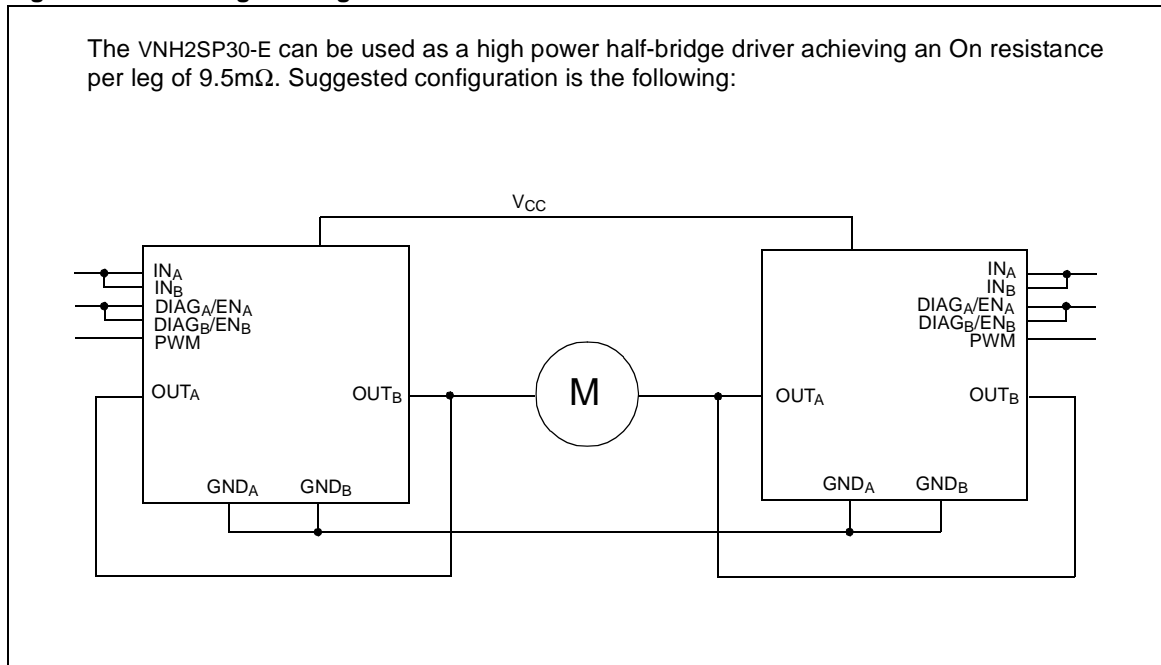 The VNH2SP30-E can be used as a high power half-bridge driver achieving an On resistance
per leg of 9.5mΩ. Suggested configuration is the following:
VCC
INA
INB
DIAGA/ENA
DIAGB/ENB
PWM
OUTA
OUTB
GNDA
GNDB
M
INA
INB
DIAGA/ENA
DIAGB/ENB
PWM
OUTA
OUTB
GNDA
GNDB